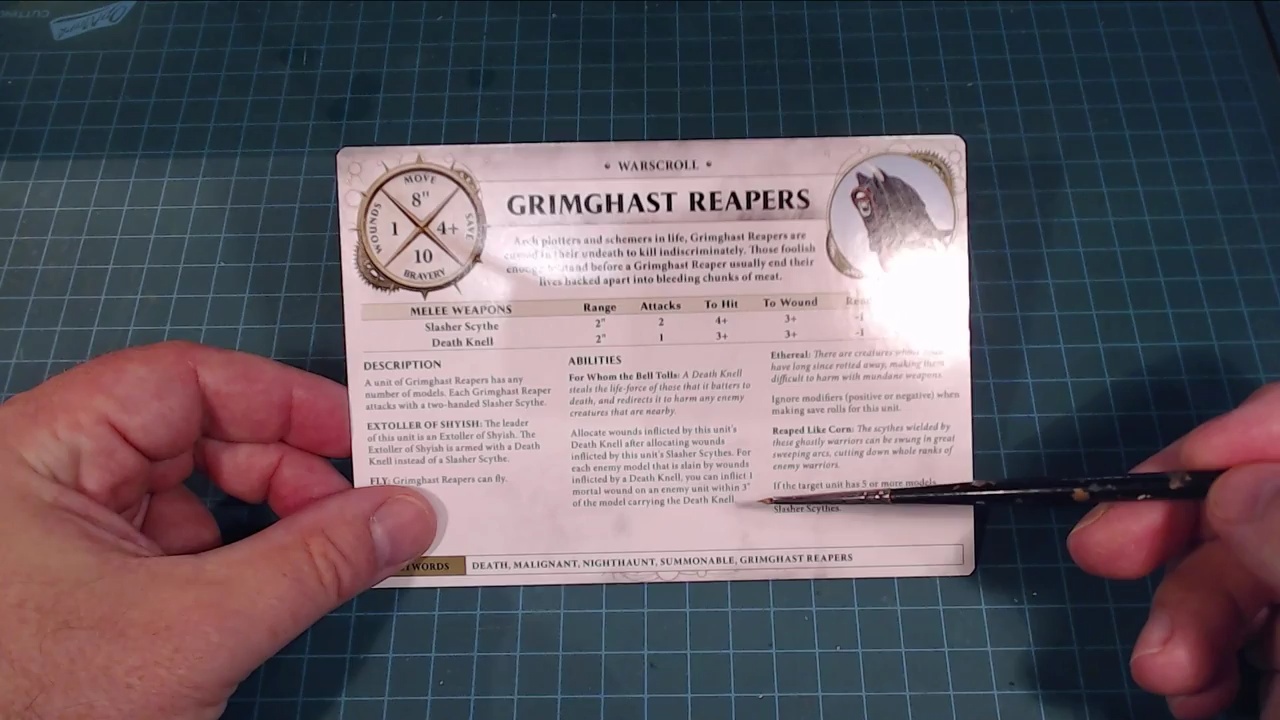 WARSCROLL
GRIMGHAST REAPERS
MOVE
8"
WOUNDS
1
4+
SAVE
10
BRAVERY
Arch plotters and schemers in life, Grimghast Reapers are
in their undeath to kill indiscriminately. Those foolish
stand before a Grimghast Reaper usually end their
lives hacked apart into bleeding chunks of meat.
MELEE WEAPONS Range Attacks To Hit To Wound
Slasher Scythe 2" 2 4+ 3+ -1
Death Knell 2" 1 3+ 3+ -1
DESCRIPTION
A unit of Grimghast Reapers has any
number of models. Each Grimghast Reaper
attacks with a two-handed Slasher Scythe.
EXTOLLER OF SHYISH: The leader
of this unit is an Extoller of Shyish. The
Extoller of Shyish is armed with a Death
Knell instead of a Slasher Scythe.
FLY: Grimghast Reapers can fly.
ABILITIES
For Whom the Bell Tolls: A Death Knell
steals the life-force of those that it batters to
death, and redirects it to harm any enemy
creatures that are nearby.
Allocate wounds inflicted by this unit's
Death Knell after allocating wounds
inflicted by this unit's Slasher Scythes. For
each enemy model that is slain by wounds
inflicted by a Death Knell, you can inflict 1
mortal wound on an enemy unit within 3"
of the model carrying the Death Knell.
Ethereal: There are creatures whose
have long since rotted away, making them
difficult to harm with mundane weapons.
Ignore modifiers (positive or negative) when
making save rolls for this unit.
Reaped Like Corn: The scythes wielded by
these ghostly warriors can be swung in great
sweeping arcs, cutting down whole ranks of
enemy warriors.
If the target unit has 5 or more models,
Slasher Scythes.
DEATH, MALIGNANT, NIGHTHAUNT, SUMMONABLE, GRIMGHAST REAPERS